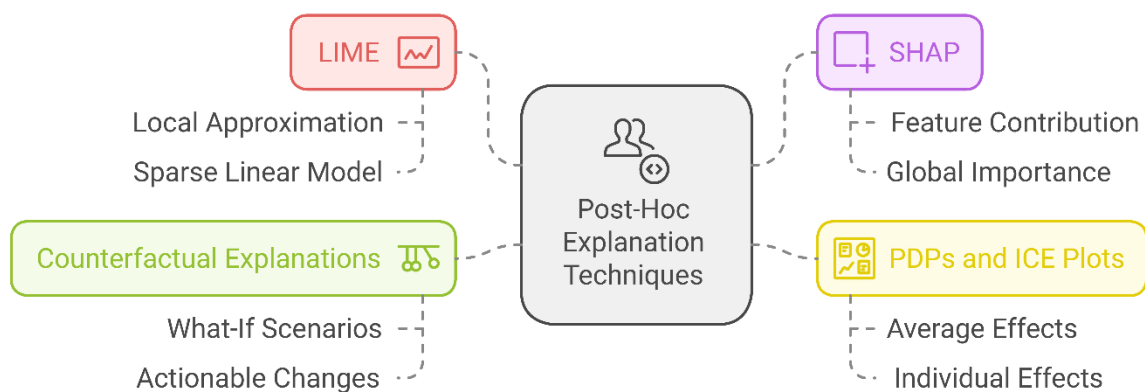 LIME
Local Approximation
Sparse Linear Model
Counterfactual Explanations
What-If Scenarios
Actionable Changes
Post-Hoc
Explanation
Techniques
SHAP
Feature Contribution
Global Importance
PDPs and ICE Plots
Average Effects
Individual Effects